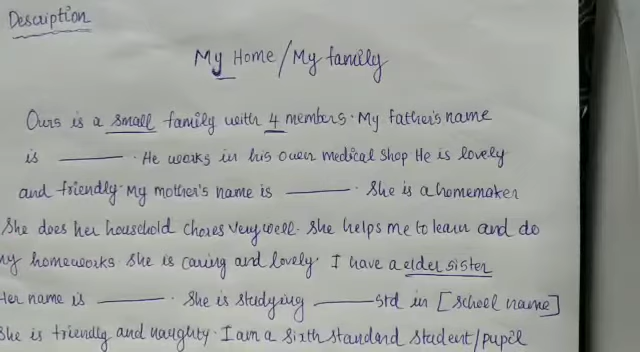 Description
My Home/My family
Ours is a small family with 4 members. My Father's name
is ______. He works in his own medical shop He is lovely
and friendly. My mother's name is ______. She is a homemaker
She does her household chores very well. She helps me to learn and do
my homeworks. She is caring and lovely. I have a elder sister
Her name is ______. She is studying ______ std in [school name]
She is friendly and naughty. I am a sixth standard student/pupil